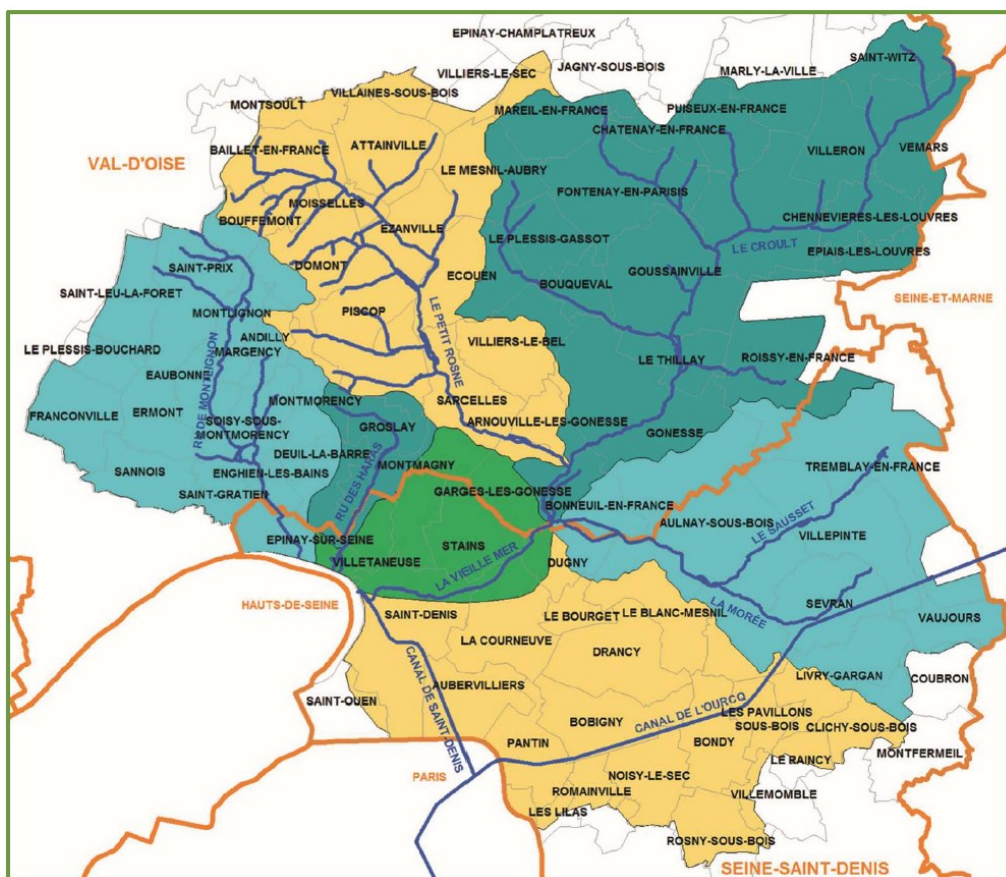 EPINAY-CHAMPLATREUX
SAINT-WITZ
VILLIERS-LE-SEC
JAGNY-SOUS-BOIS
MARLY-LA-VILLE
VILLAINES-SOUS-BOIS
MONTSOULT
MAREIL-EN-FRANCE
PUISEUX-EN-FRANCE
CHATENAY-EN-FRANCE
BAILLET-EN-FRANCE
ATTAINVILLE
VILLERON
VEMARS
VAL-D'OISE
LE MESNIL-AUBRY
FONTENAY-EN-PARISIS
MOISSELLES
BOUFFEMONT
EZANVILLE
CHENNEVIERES-LES-LOUVRES
LE PLESSIS-GASSOT
LE CROULT
EPIAIS-LES-LOUVRES
DOMONT
SAINT-PRIX
ECOUEN
GOUSSAINVILLE
BOUQUEVAL
SAINT-LEU-LA-FORET
SEINE-ET-MARNE
MONTLIGNON
PISCOP
LE PETIT ROSNE
ANDILLY
MARGENCY
VILLIERS-LE-BEL
LE PLESSIS-BOUCHARD
LE THILLAY
ROISSY-EN-FRANCE
EAUBONNE
RU DE MONTLIGNON
MONTMORENCY
SARCELLES
FRANCONVILLE
ERMONT
SOISY-SOUS-
MONTMORENCY
GROSLAY
ARNOUVILLE-LES-GONESSE
GONESSE
DEUIL-LA-BARRE
MONTMAGNY
SANNOIS
ENGHIEN-LES-BAINS
TREMBLAY-EN-FRANCE
RU DES HARAS
SAINT-GRATIEN
GARGES-LES-GONESSE
BONNEUIL-EN-FRANCE
AULNAY-SOUS-BOIS
LE SAUSSET
VILLEPINTE
EPINAY-SUR-SEINE
STAINS
VILLETANEUSE
LA VIEILLE MER
DUGNY
HAUTS-DE-SEINE
SAINT-DENIS
LE BOURGET
LE BLANC-MESNIL
LA MORÉE
SEVRAN
VAUJOURS
LA COURNEUVE
DRANCY
CANAL DE SAINT-DENIS
LIVRY-GARGAN
COUBRON
AUBERVILLIERS
SAINT-OUEN
CANAL DE L'OURCQ
LES PAVILLONS
SOUS-BOIS
CLICHY-SOUS-BOIS
BOBIGNY
PANTIN
BONDY
MONTFERMEIL
LE RAINCY
PARIS
NOISY-LE-SEC
ROMAINVILLE
VILLEMOMBLE
LES LILAS
ROSNY-SOUS-BOIS
SEINE-SAINT-DENIS